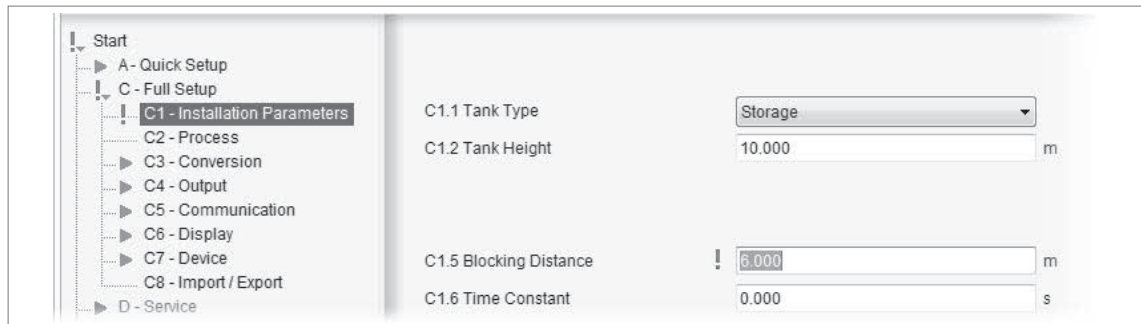 Start
A - Quick Setup
C - Full Setup
C1 - Installation Parameters
C2 - Process
C3 - Conversion
C4 - Output
C5 - Communication
C6 - Display
C7 - Device
C8 - Import / Export
D - Service
C1.1 Tank Type
Storage
C1.2 Tank Height
10.000
m
C1.5 Blocking Distance
!
6.000
m
C1.6 Time Constant
0.000
s